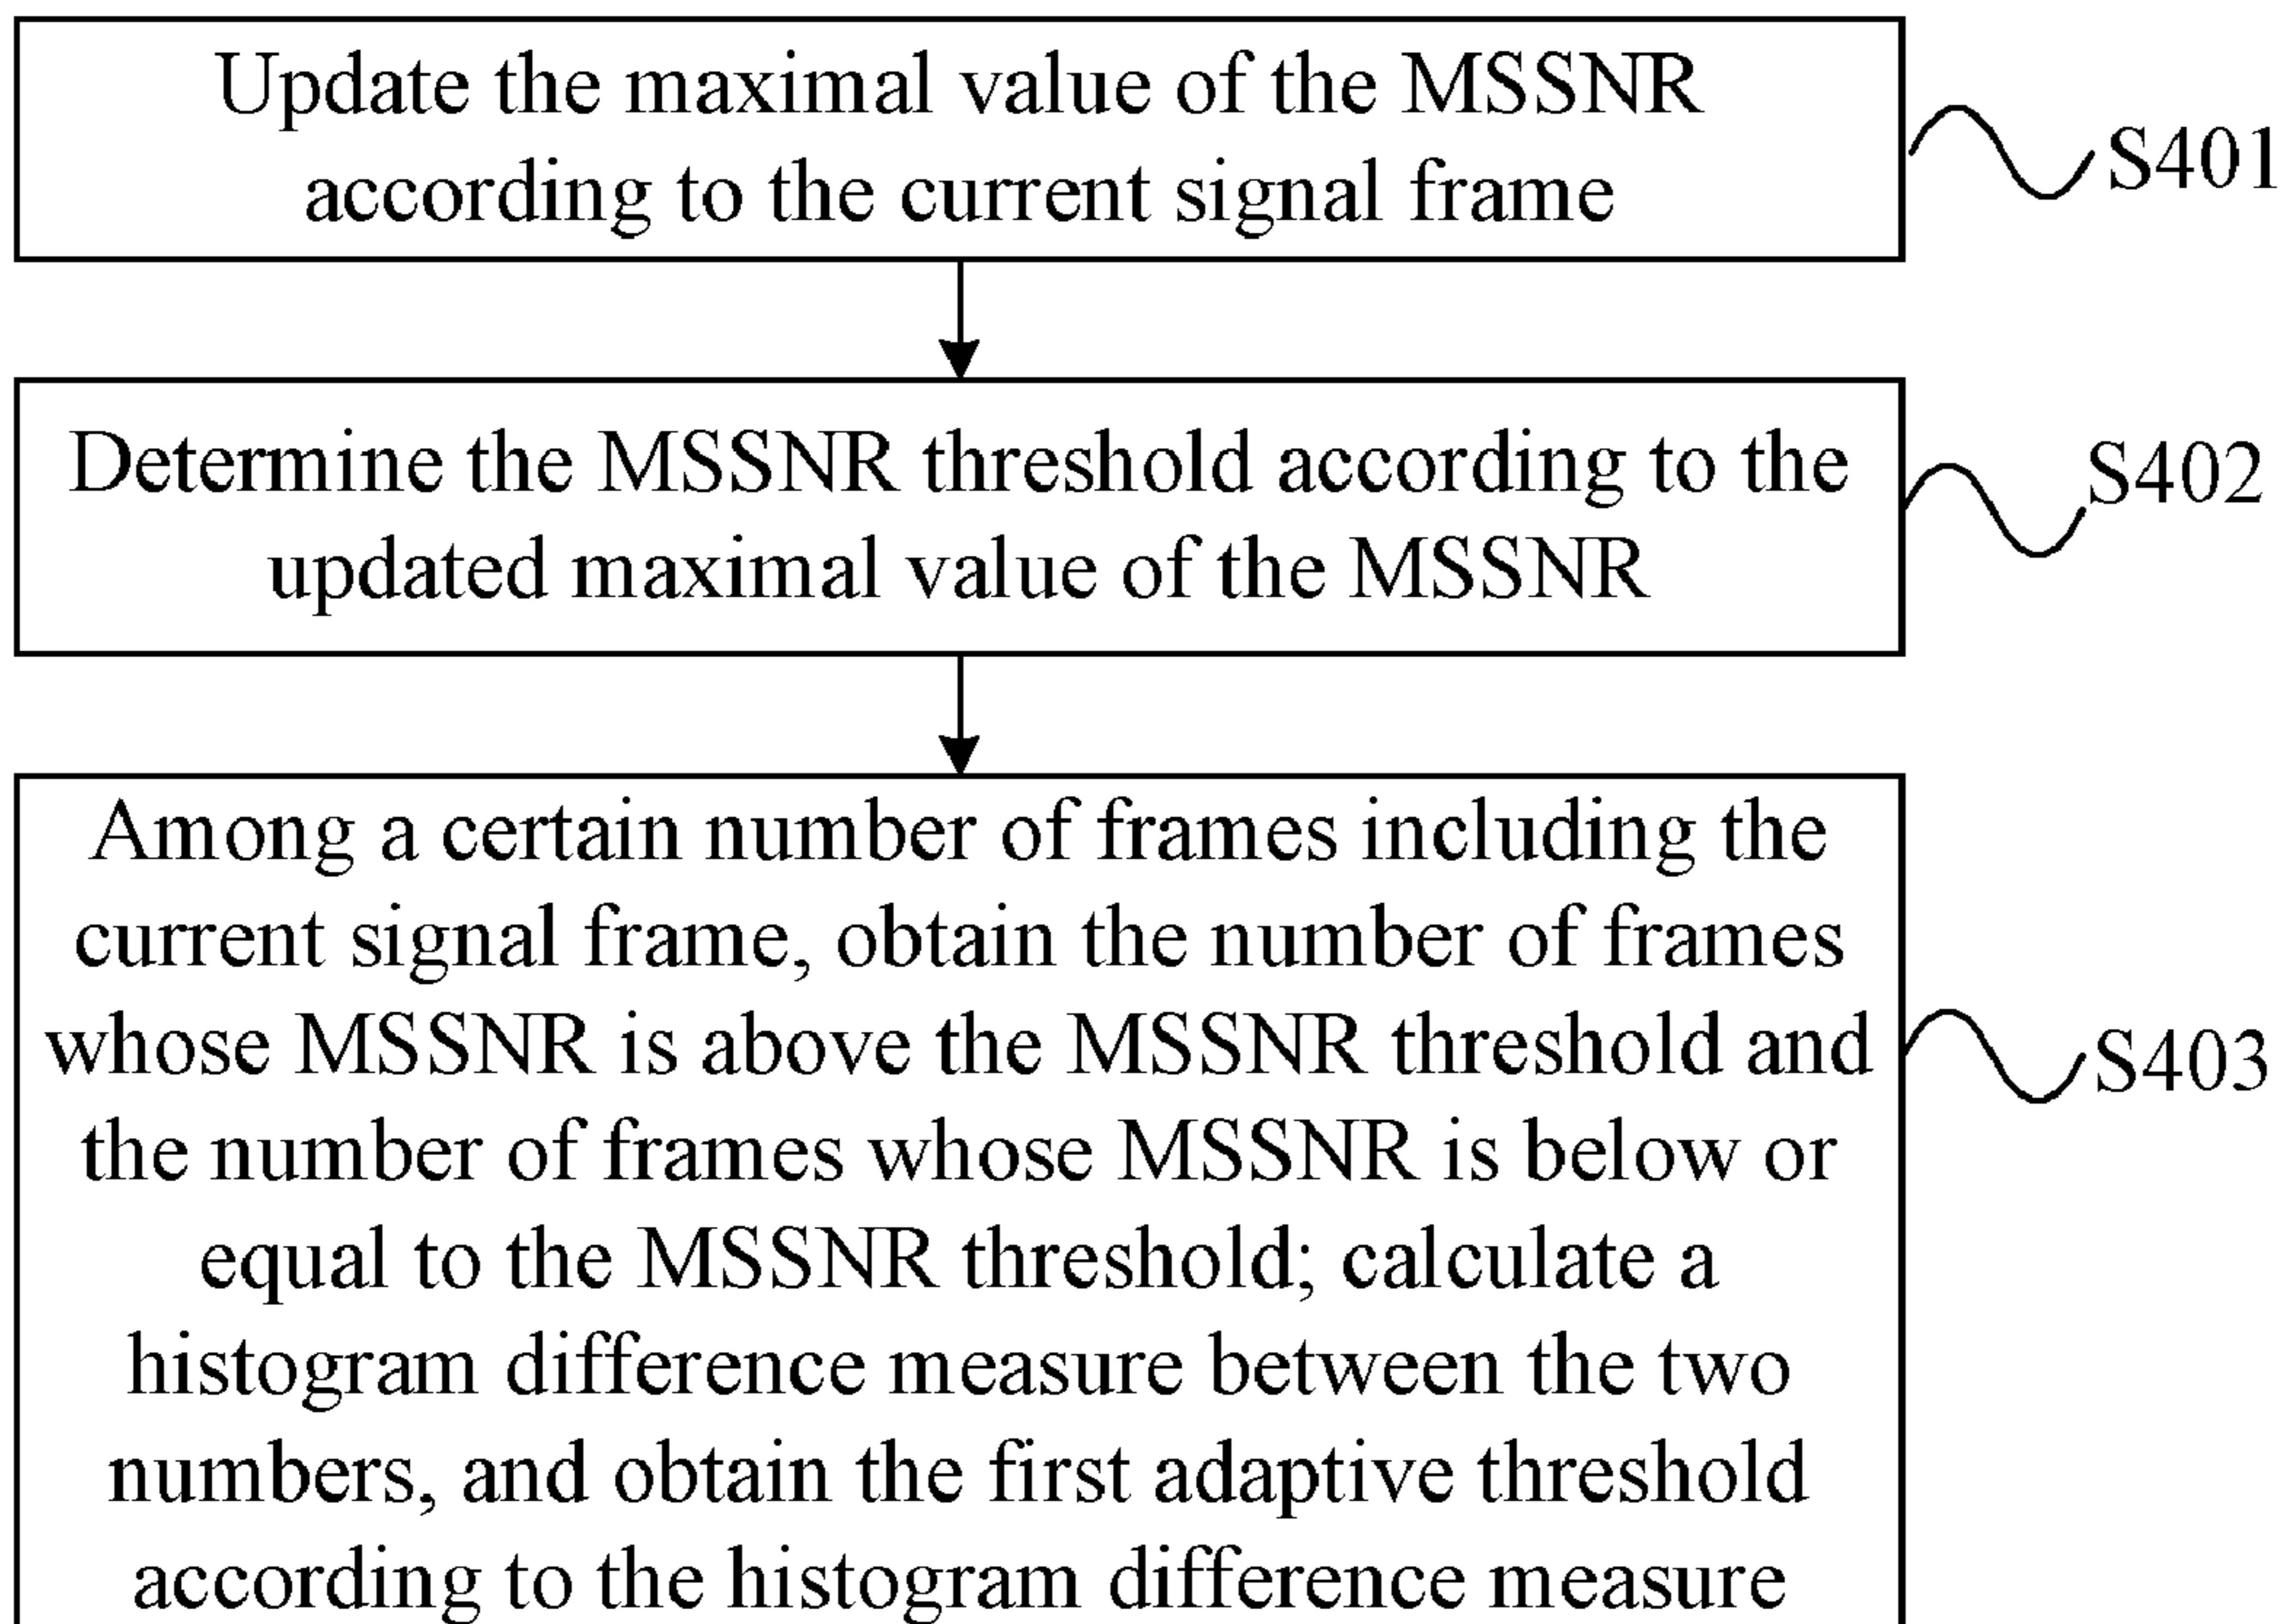 Update the maximal value of the MSSNR
according to the current signal frame
S401
Determine the MSSNR threshold according to the
updated maximal value of the MSSNR
S402
Among a certain number of frames including the
current signal frame, obtain the number of frames
whose MSSNR is above the MSSNR threshold and
the number of frames whose MSSNR is below or
equal to the MSSNR threshold; calculate a
histogram difference measure between the two
numbers, and obtain the first adaptive threshold
according to the histogram difference measure
S403